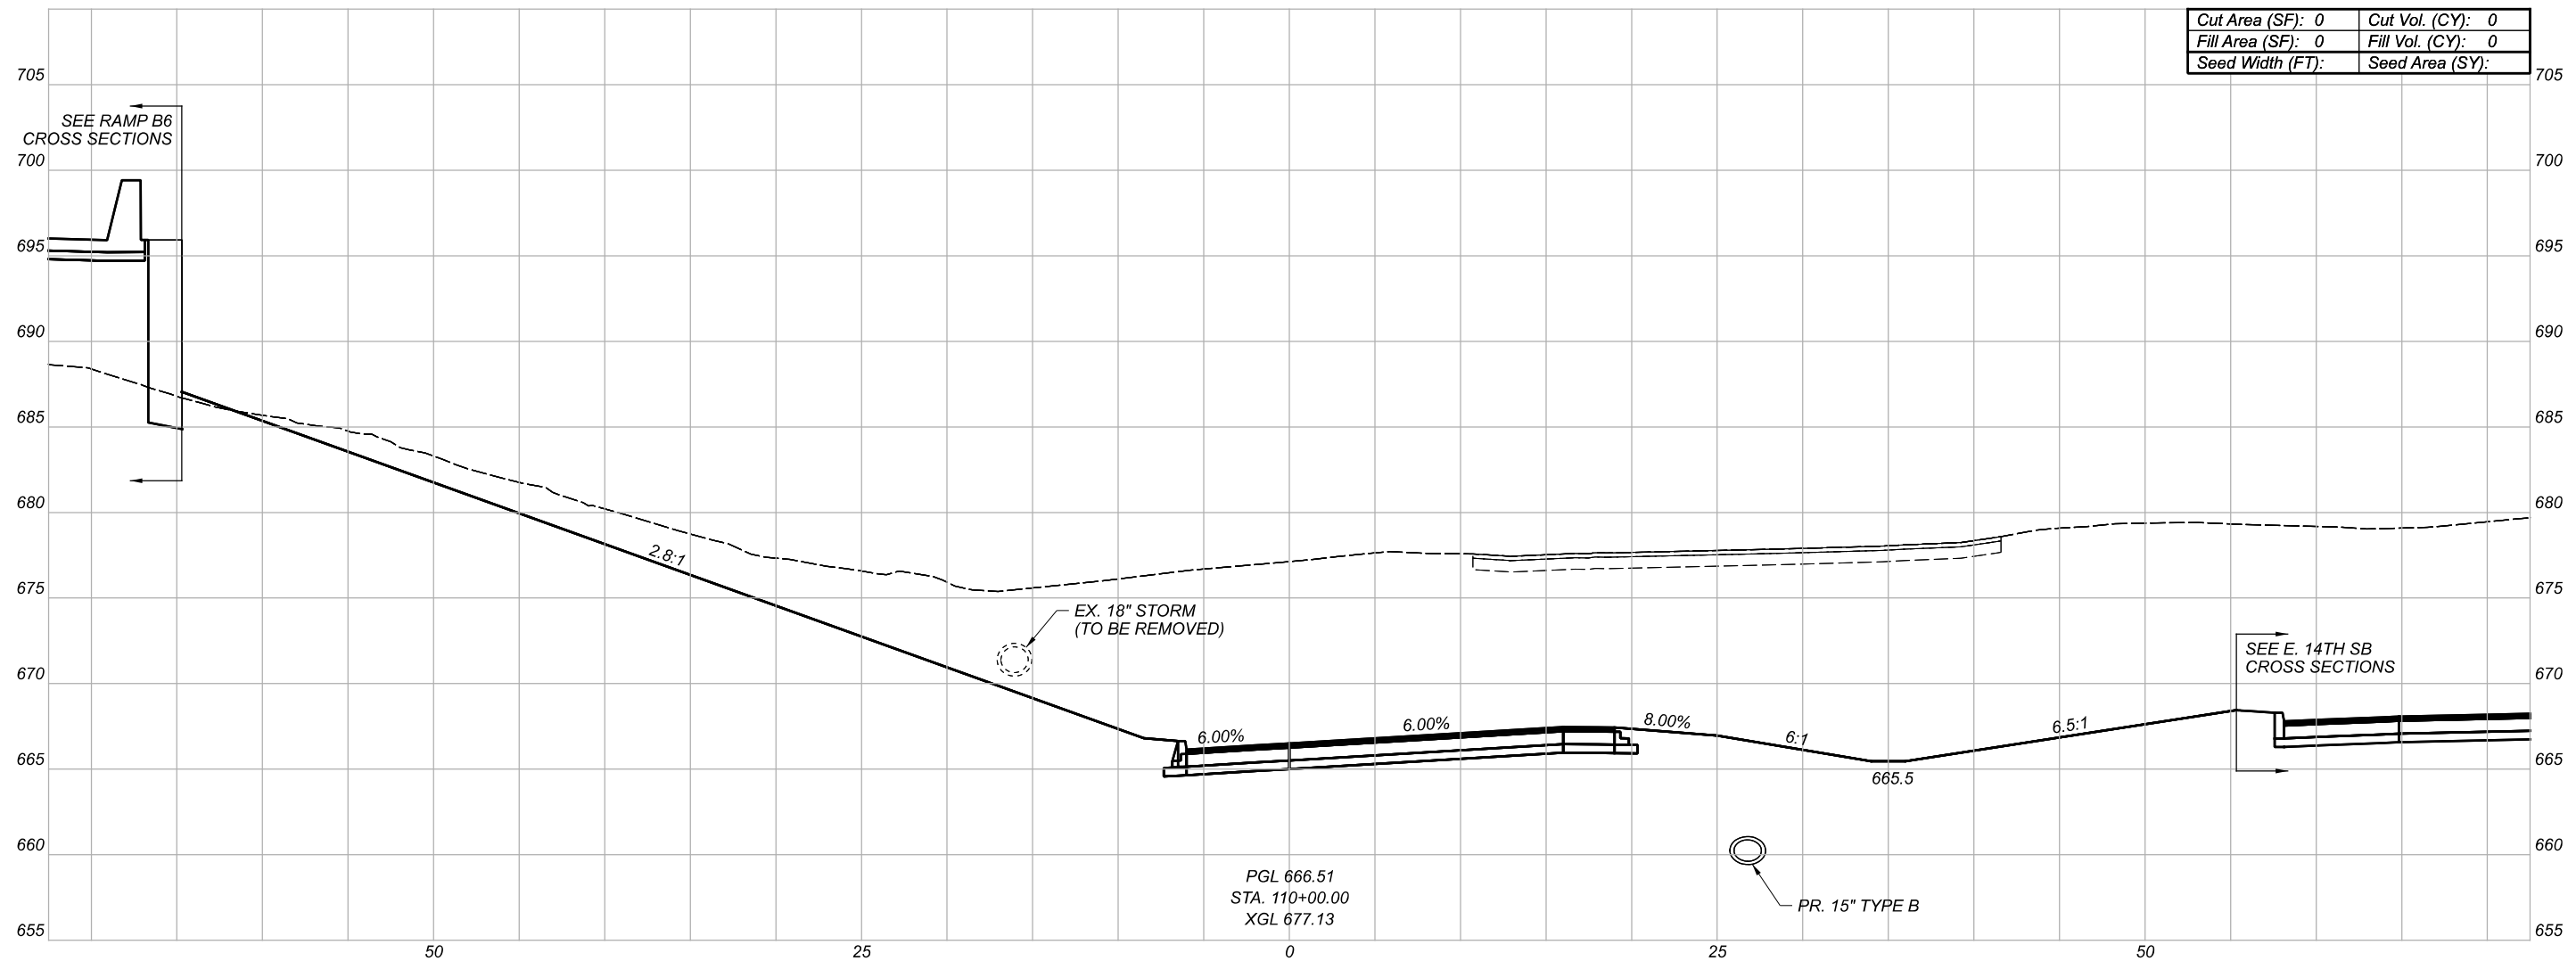 Cut Area (SF): 0 Cut Vol. (CY): 0
Fill Area (SF): 0 Fill Vol. (CY): 0
Seed Width (FT): Seed Area (SY):
705 705
SEE RAMP B6
CROSS SECTIONS
700 700
695 695
690 690
685 685
680 680
2.8:1
675 675
EX. 18" STORM
(TO BE REMOVED)
SEE E. 14TH SB
CROSS SECTIONS
670 670
6.00% 6.00% 8.00% 6:1 6.5:1
665 665
665.5
660 660
PGL 666.51
STA. 110+00.00
XGL 677.13
PR. 15" TYPE B
655 655
50 25 0 25 50